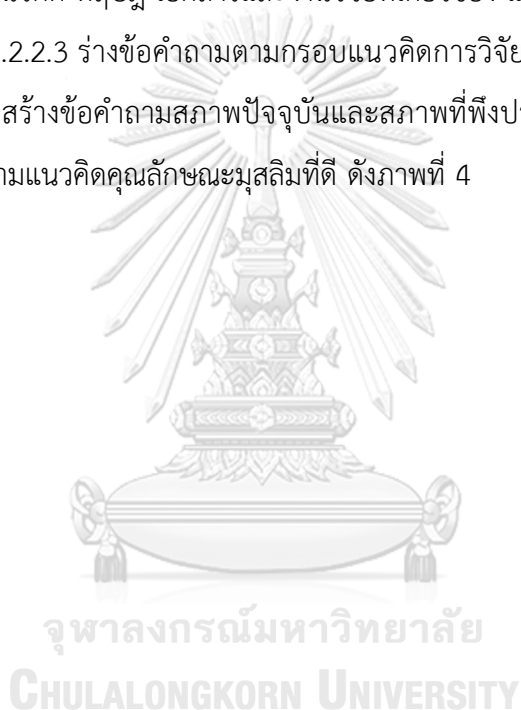 .2.2.3 ร่างข้อคำถามตามกรอบแนวคิดการวิจัย
สร้างข้อคำถามสภาพปัจจุบันและสภาพที่พึงปร
ามแนวคิดคุณลักษณะมุสลิมที่ดี ดังภาพที่ 4
จุฬาลงกรณ์มหาวิทยาลัย
CHULALONGKORN UNIVERSITY